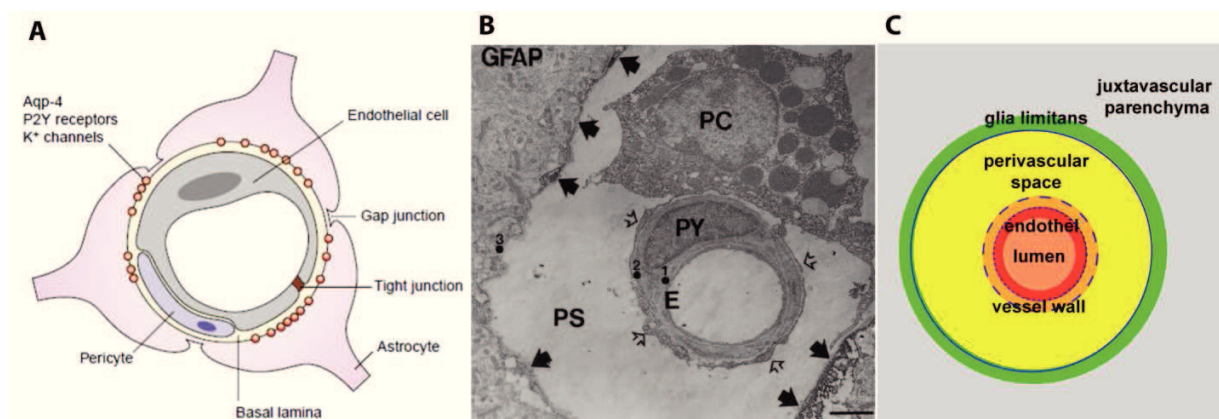 A
Aqp-4
P2Y receptors
K⁺ channels
Endothelial cell
Gap junction
Tight junction
Astrocyte
Pericyte
Basal lamina
B
GFAP
PC
PY
3
2
1
E
PS
C
juxtavascular
parenchyma
glia limitans
perivascular
space
endothel
lumen
vessel wall